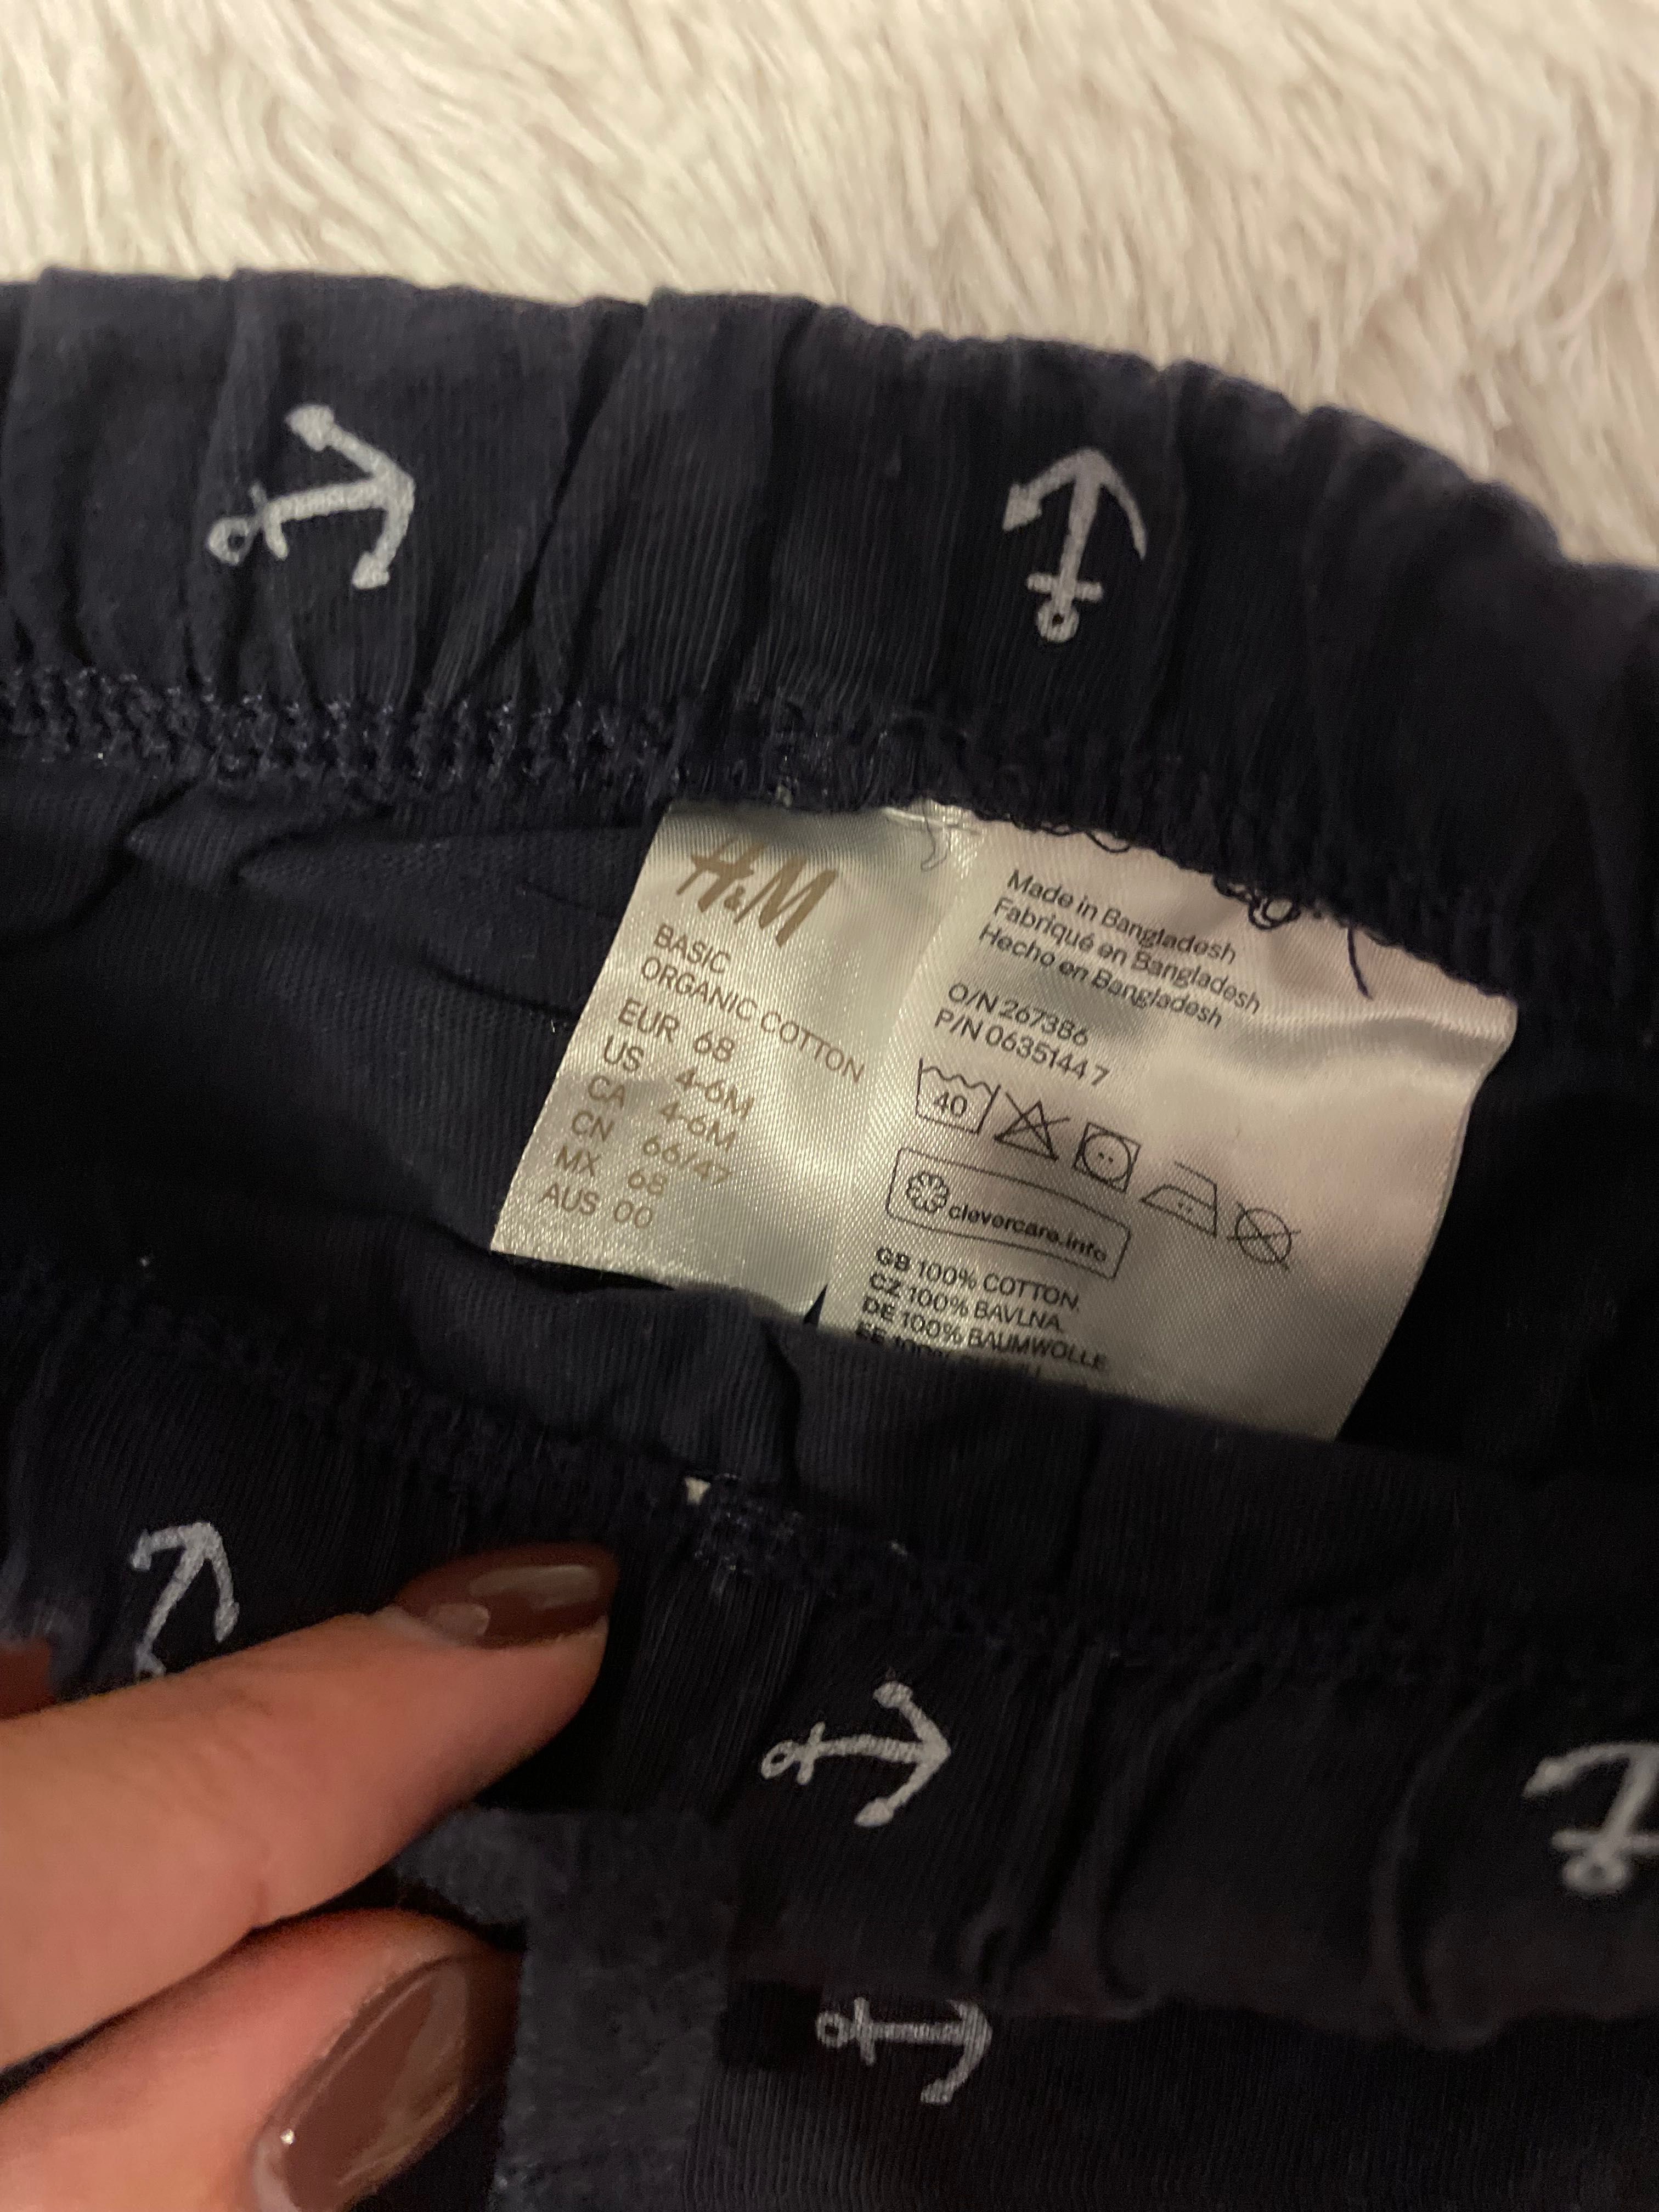 H&M
BASIC
ORGANIC COTTON
EUR 68
US 4-6M
CA 4-6M
CN 66/47
MX 68
AUS 00
Made in Bangladesh
Fabriqué en Bangladesh
Hecho en Bangladesh
O/N 267386
P/N 06351447
40
clevercare.info
GB 100% COTTON.
CZ 100% BAVLNA.
DE 100% BAUMWOLLE.